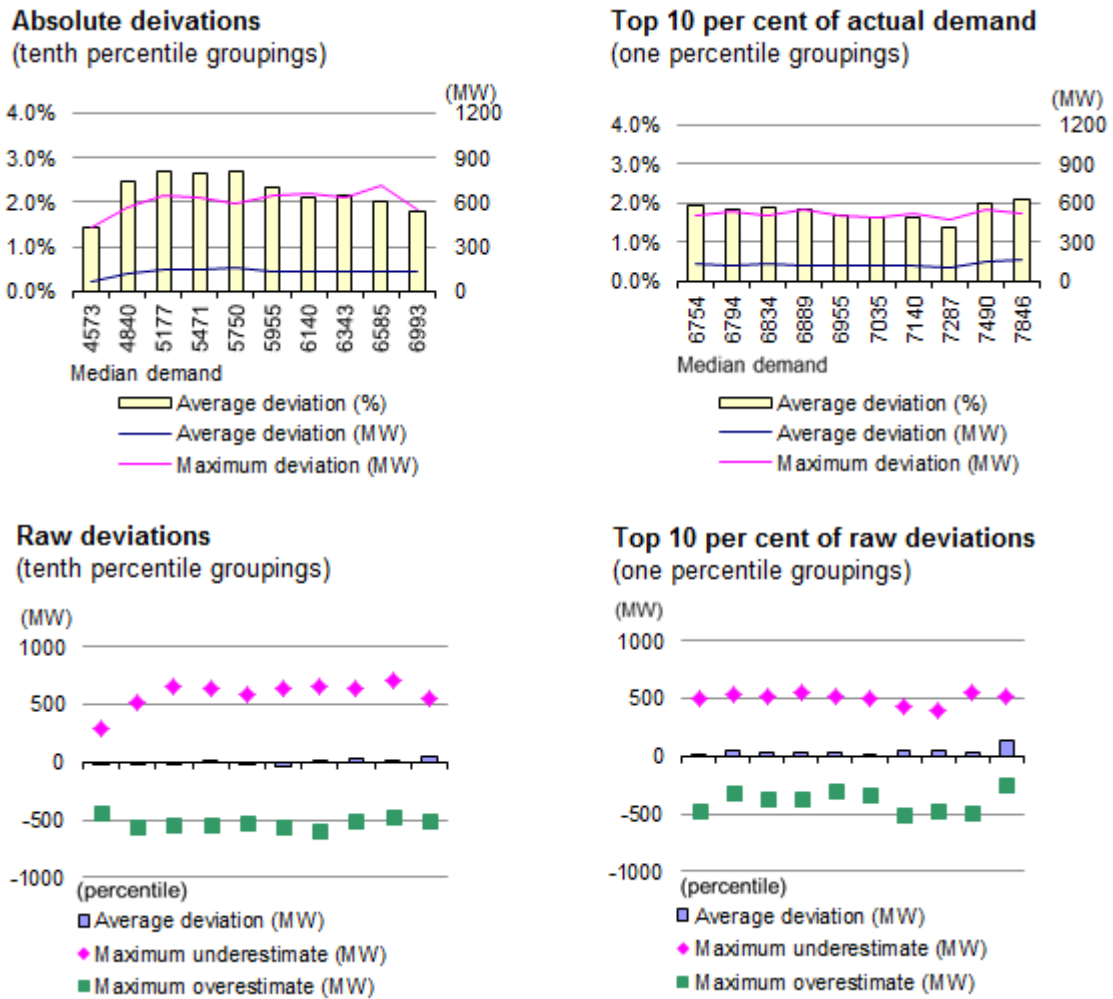 Absolute deivations
(tenth percentile groupings)
(MW)
4.0%
3.0%
2.0%
1.0%
0.0%
1200
900
600
300
0
4573
4840
5177
5471
5750
5955
6140
6343
6585
6993
Median demand
Average deviation (%)
Average deviation (MW)
Maximum deviation (MW)
Top 10 per cent of actual demand
(one percentile groupings)
(MW)
4.0%
3.0%
2.0%
1.0%
0.0%
1200
900
600
300
0
6754
6794
6834
6889
6955
7035
7140
7287
7490
7846
Median demand
Average deviation (%)
Average deviation (MW)
Maximum deviation (MW)
Raw deviations
(tenth percentile groupings)
(MW)
1000
500
0
-500
-1000
(percentile)
Average deviation (MW)
Maximum underestimate (MW)
Maximum overestimate (MW)
Top 10 per cent of raw deviations
(one percentile groupings)
(MW)
1000
500
0
-500
-1000
(percentile)
Average deviation (MW)
Maximum underestimate (MW)
Maximum overestimate (MW)